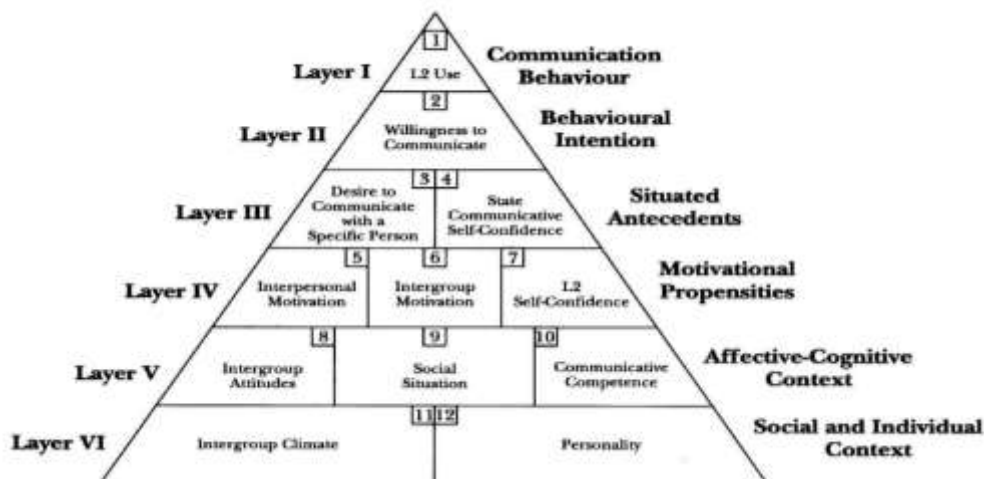 1
Layer I
L2 Use
Communication
Behaviour
2
Layer II
Willingness to
Communicate
Behavioural
Intention
3 4
Layer III
Desire to
Communicate
with a
Specific Person
State
Communicative
Self-Confidence
Situated
Antecedents
5 6 7
Layer IV
Interpersonal
Motivation
Intergroup
Motivation
L2
Self-Confidence
Motivational
Propensities
8 9 10
Layer V
Intergroup
Attitudes
Social
Situation
Communicative
Competence
Affective-Cognitive
Context
11 12
Layer VI
Intergroup Climate
Personality
Social and Individual
Context